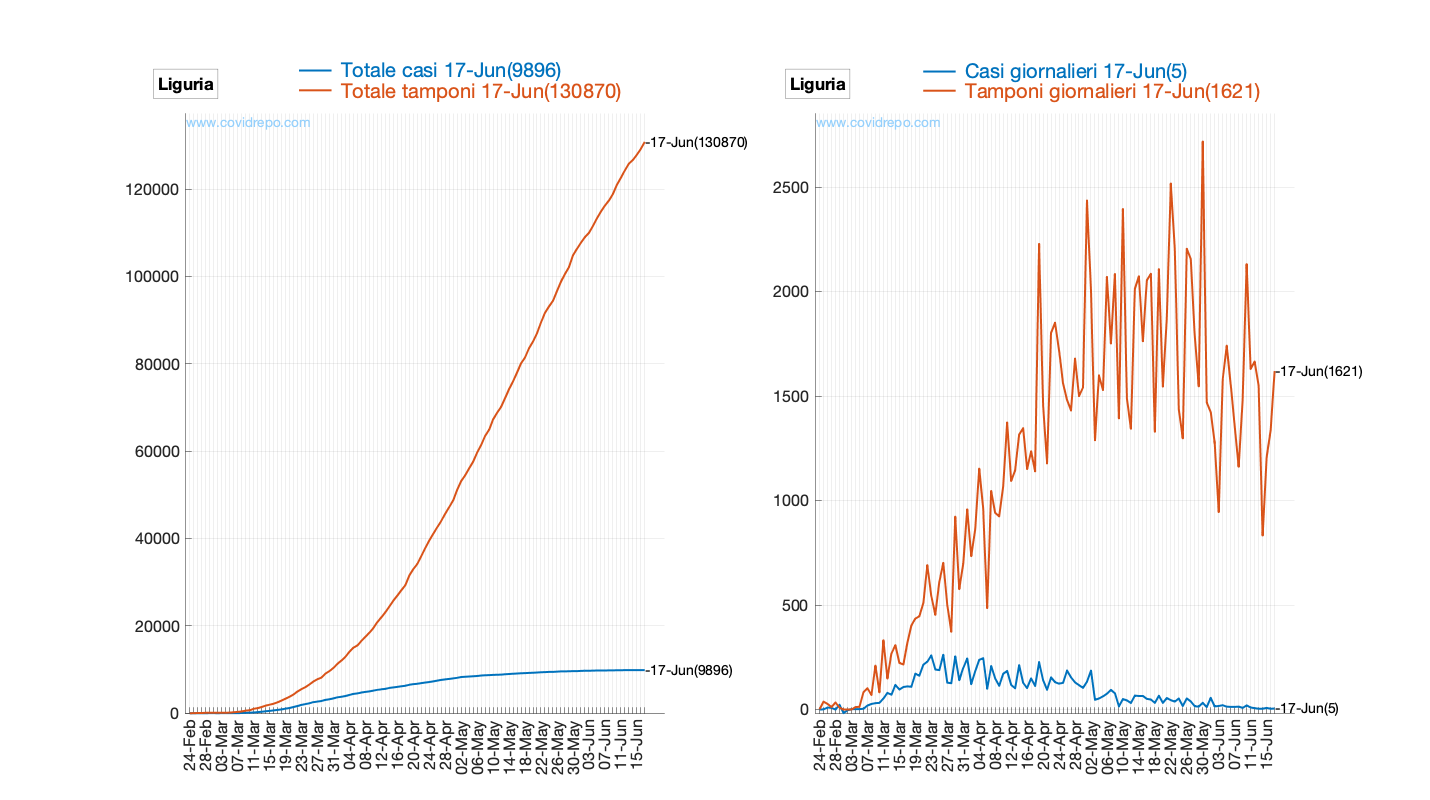 Liguria
Totale casi 17-Jun(9896)
Totale tamponi 17-Jun(130870)
www.covidrepo.com
17-Jun(130870)
120000
100000
80000
60000
40000
20000
0
17-Jun(9896)
24-Feb
28-Feb
03-Mar
07-Mar
11-Mar
15-Mar
19-Mar
23-Mar
27-Mar
31-Mar
04-Apr
08-Apr
12-Apr
16-Apr
20-Apr
24-Apr
28-Apr
02-May
06-May
10-May
14-May
18-May
22-May
26-May
30-May
03-Jun
07-Jun
11-Jun
15-Jun
Liguria
Casi giornalieri 17-Jun(5)
Tamponi giornalieri 17-Jun(1621)
www.covidrepo.com
2500
2000
1500
1000
500
0
17-Jun(1621)
17-Jun(5)
24-Feb
28-Feb
03-Mar
07-Mar
11-Mar
15-Mar
19-Mar
23-Mar
27-Mar
31-Mar
04-Apr
08-Apr
12-Apr
16-Apr
20-Apr
24-Apr
28-Apr
02-May
06-May
10-May
14-May
18-May
22-May
26-May
30-May
03-Jun
07-Jun
11-Jun
15-Jun